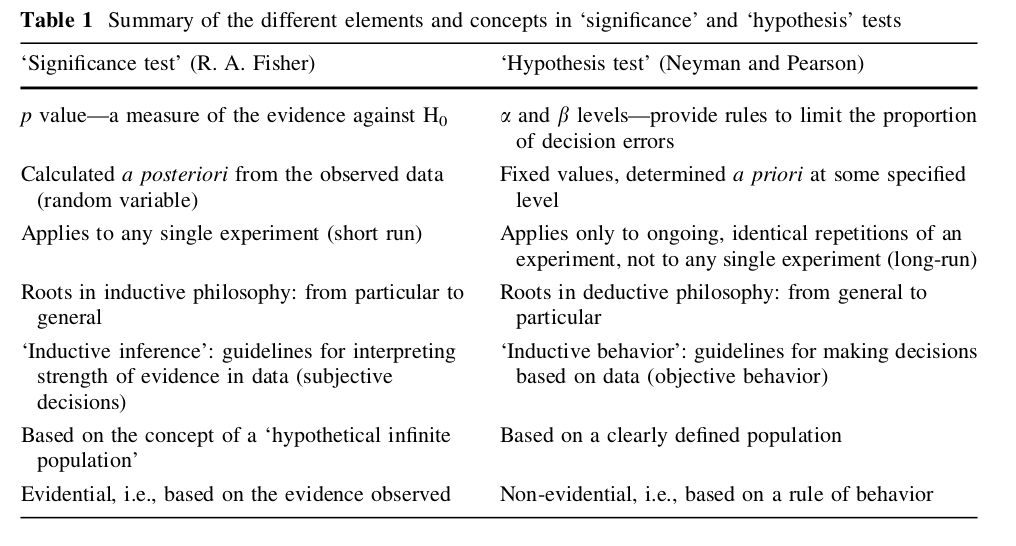 Table 1 Summary of the different elements and concepts in ‘significance’ and ‘hypothesis’ tests
‘Significance test’ (R. A. Fisher)
‘Hypothesis test’ (Neyman and Pearson)
p value—a measure of the evidence against H₀
α and β levels—provide rules to limit the proportion
of decision errors
Calculated a posteriori from the observed data
(random variable)
Fixed values, determined a priori at some specified
level
Applies to any single experiment (short run)
Applies only to ongoing, identical repetitions of an
experiment, not to any single experiment (long-run)
Roots in inductive philosophy: from particular to
general
Roots in deductive philosophy: from general to
particular
‘Inductive inference’: guidelines for interpreting
strength of evidence in data (subjective
decisions)
‘Inductive behavior’: guidelines for making decisions
based on data (objective behavior)
Based on the concept of a ‘hypothetical infinite
population’
Based on a clearly defined population
Evidential, i.e., based on the evidence observed
Non-evidential, i.e., based on a rule of behavior